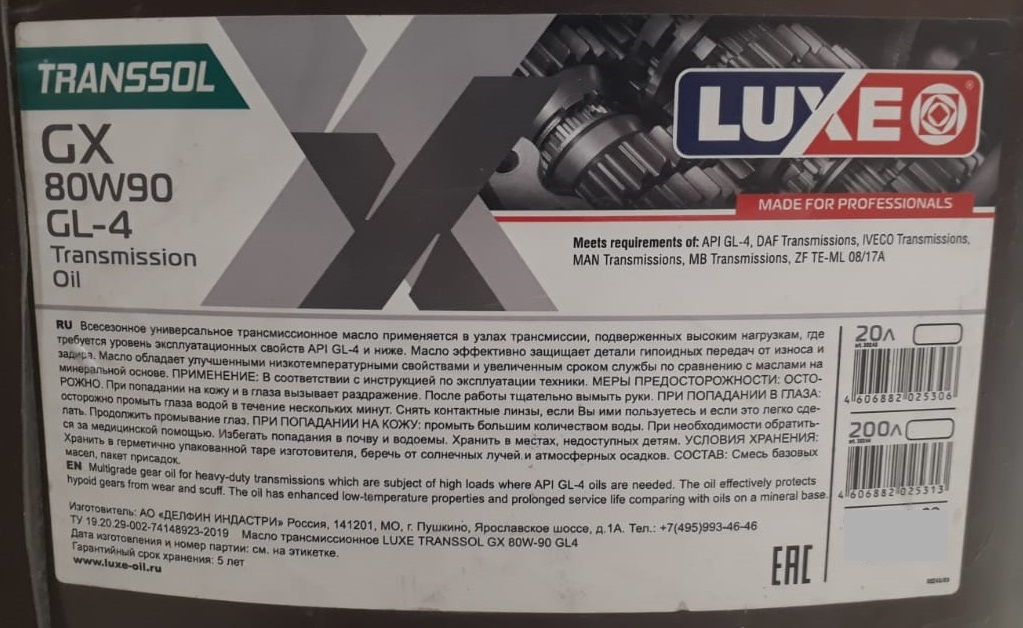 TRANSSOL
GX
80W90
GL-4
Transmission
Oil
LUXE
MADE FOR PROFESSIONALS
Meets requirements of: API GL-4, DAF Transmissions, IVECO Transmissions,
MAN Transmissions, MB Transmissions, ZF TE-ML 08/17A
RU Всесезонное универсальное трансмиссионное масло применяется в узлах трансмиссии, подверженных высоким нагрузкам, где
требуется уровень эксплуатационных свойств API GL-4 и ниже. Масло эффективно защищает детали гипоидных передач от износа и
задира. Масло обладает улучшенными низкотемпературными свойствами и увеличенным сроком службы по сравнению с маслами на
минеральной основе. ПРИМЕНЕНИЕ: В соответствии с инструкцией по эксплуатации техники. МЕРЫ ПРЕДОСТОРОЖНОСТИ: ОСТО-
РОЖНО. При попадании на кожу и в глаза вызывает раздражение. После работы тщательно вымыть руки. ПРИ ПОПАДАНИИ В ГЛАЗА:
осторожно промыть глаза водой в течение нескольких минут. Снять контактные линзы, если Вы ими пользуетесь и если это легко сде-
лать. Продолжить промывание глаз. ПРИ ПОПАДАНИИ НА КОЖУ: промыть большим количеством воды. При необходимости обратить-
ся за медицинской помощью. Избегать попадания в почву и водоемы. Хранить в местах, недоступных детям. УСЛОВИЯ ХРАНЕНИЯ:
Хранить в герметично упакованной таре изготовителя, беречь от солнечных лучей и атмосферных осадков. СОСТАВ: Смесь базовых
масел, пакет присадок.
EN Multigrade gear oil for heavy-duty transmissions which are subject of high loads where API GL-4 oils are needed. The oil effectively protects
hypoid gears from wear and scuff. The oil has enhanced low-temperature properties and prolonged service life comparing with oils on a mineral base.
Изготовитель: АО «ДЕЛФИН ИНДАСТРИ» Россия, 141201, МО, г. Пушкино, Ярославское шоссе, д.1А. Тел.: +7(495)993-46-46
ТУ 19.20.29-002-74148923-2019 Масло трансмиссионное LUXE TRANSSOL GX 80W-90 GL4
Дата изготовления и номер партии: см. на этикетке.
Гарантийный срок хранения: 5 лет
www.luxe-oil.ru
EAC
20л
4 606882 025306
200л
4 606882 025313